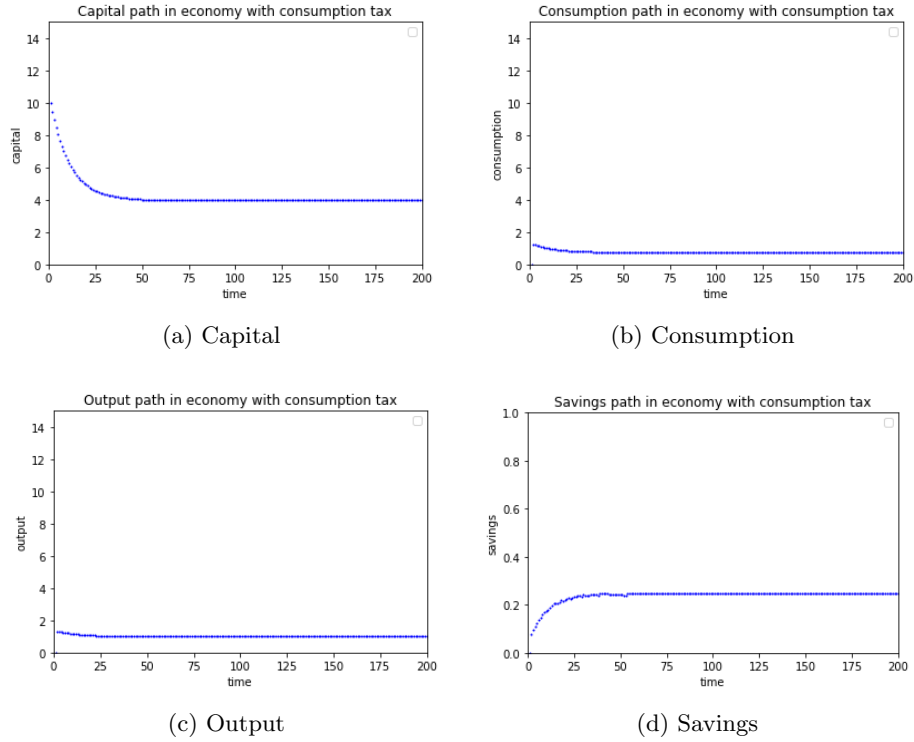 Capital path in economy with consumption tax
14
12
10
8
6
4
2
0
capital
0 25 50 75 100 125 150 175 200
time
(a) Capital
Consumption path in economy with consumption tax
14
12
10
8
6
4
2
0
consumption
0 25 50 75 100 125 150 175 200
time
(b) Consumption
Output path in economy with consumption tax
14
12
10
8
6
4
2
0
output
0 25 50 75 100 125 150 175 200
time
(c) Output
Savings path in economy with consumption tax
1.0
0.8
0.6
0.4
0.2
0.0
savings
0 25 50 75 100 125 150 175 200
time
(d) Savings